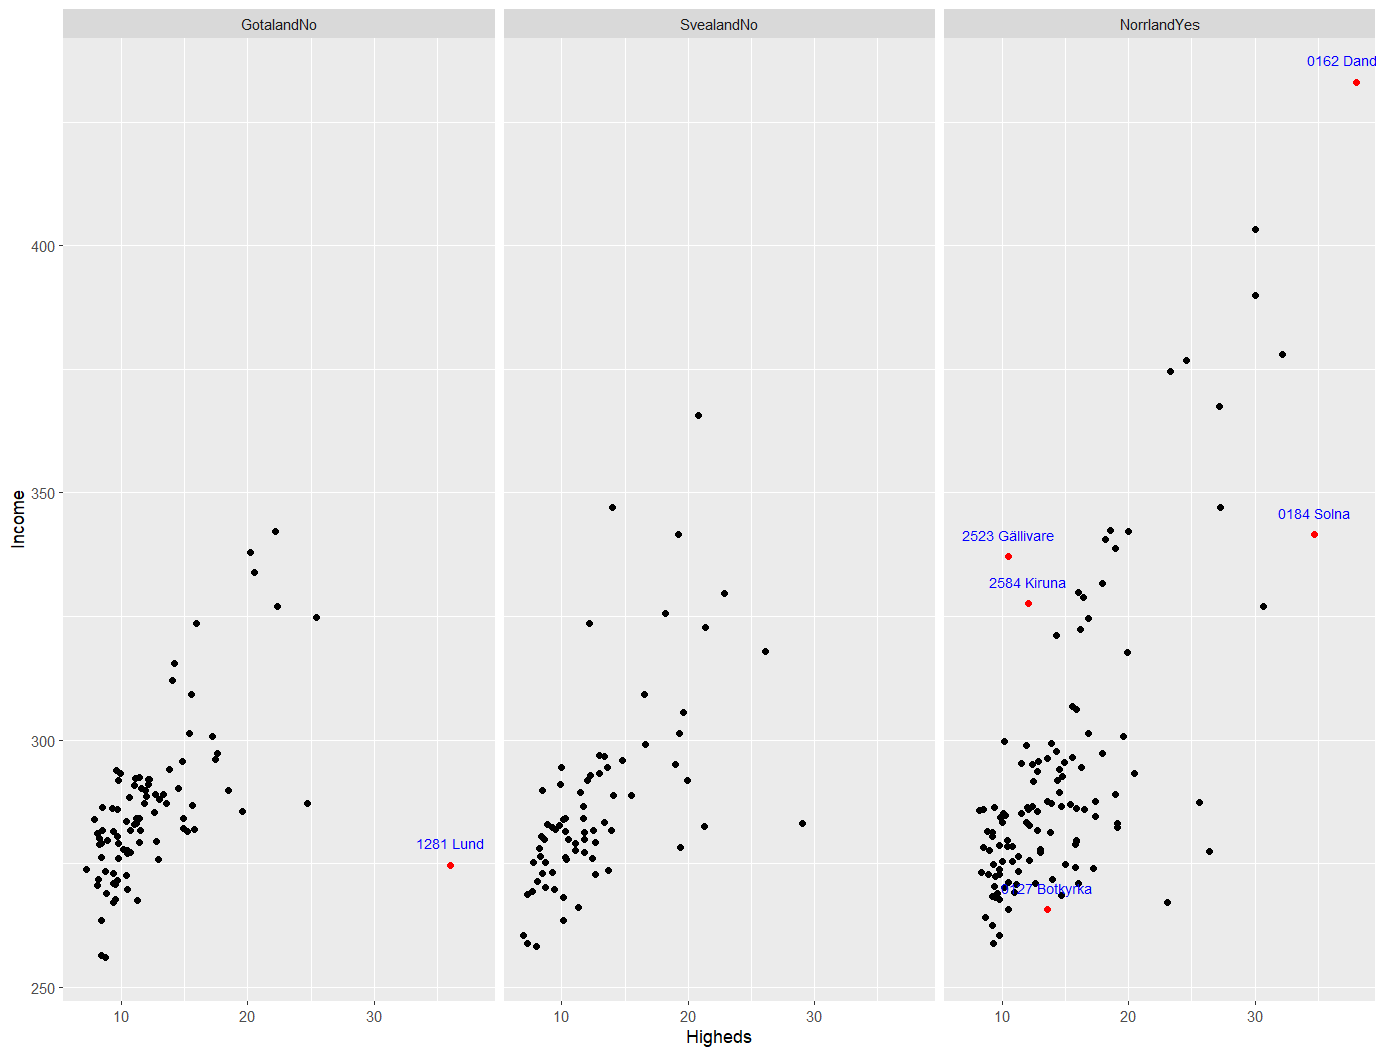 GotalandNo
SvealandNo
NorrlandYes
0162 Dand
400
350
300
250
Income
0184 Solna
2523 Gällivare
2584 Kiruna
1281 Lund
0127 Botkyrka
10
20
30
10
20
30
10
20
30
Higheds